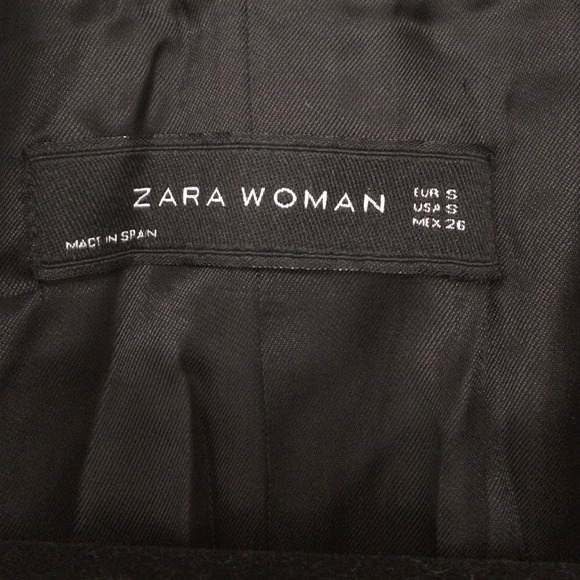 ZARA WOMAN
EUR S
USA S
MEX 26
MADE IN SPAIN